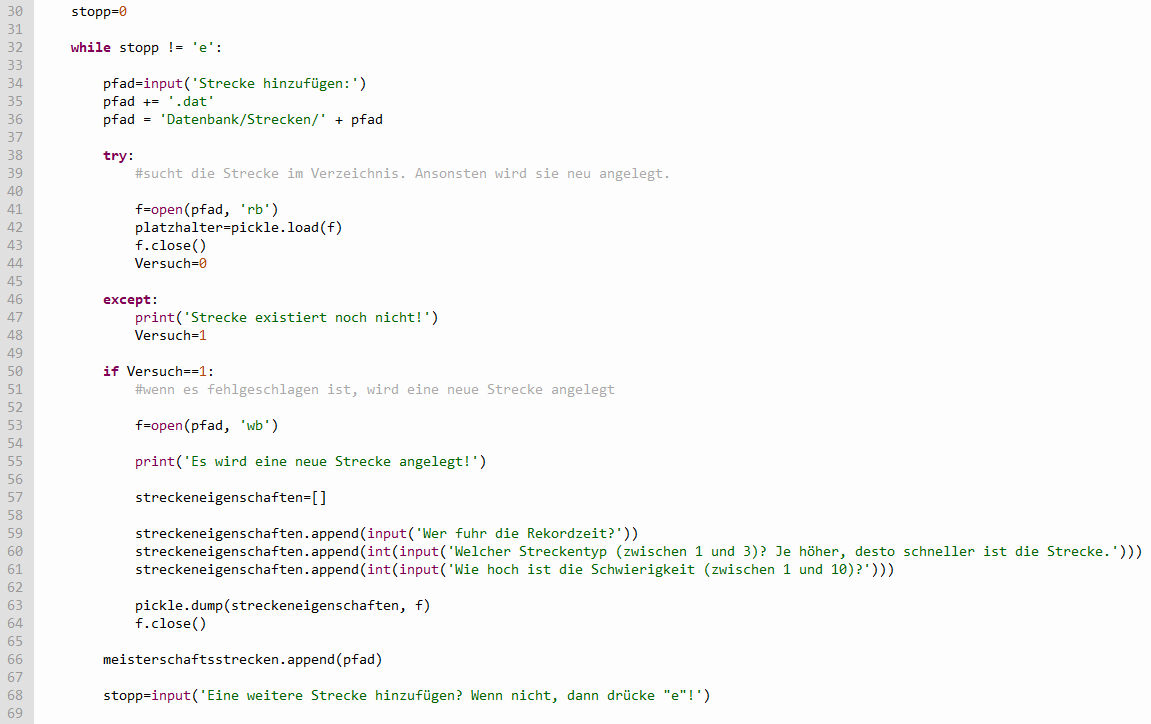 30 stopp=0
31
32 while stopp != 'e':
33
34 pfad=input('Strecke hinzufügen:')
35 pfad += '.dat'
36 pfad = 'Datenbank/Strecken/' + pfad
37
38 try:
39 #sucht die Strecke im Verzeichnis. Ansonsten wird sie neu angelegt.
40
41 f=open(pfad, 'rb')
42 platzhalter=pickle.load(f)
43 f.close()
44 Versuch=0
45
46 except:
47 print('Strecke existiert noch nicht!')
48 Versuch=1
49
50 if Versuch==1:
51 #wenn es fehlgeschlagen ist, wird eine neue Strecke angelegt
52
53 f=open(pfad, 'wb')
54
55 print('Es wird eine neue Strecke angelegt!')
56
57 streckeneigenschaften=[]
58
59 streckeneigenschaften.append(input('Wer fuhr die Rekordzeit?'))
60 streckeneigenschaften.append(int(input('Welcher Streckentyp (zwischen 1 und 3)? Je höher, desto schneller ist die Strecke.')))
61 streckeneigenschaften.append(int(input('Wie hoch ist die Schwierigkeit (zwischen 1 und 10)?')))
62
63 pickle.dump(streckeneigenschaften, f)
64 f.close()
65
66 meisterschaftsstrecken.append(pfad)
67
68 stopp=input('Eine weitere Strecke hinzufügen? Wenn nicht, dann drücke "e"!')
69